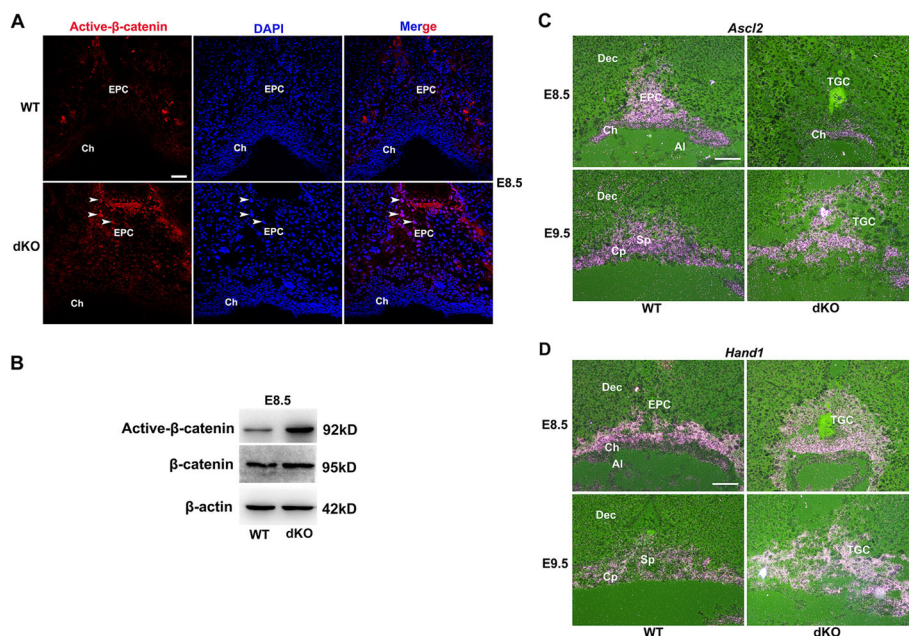 A
Active-β-catenin
DAPI
Merge
WT
EPC
EPC
EPC
Ch
Ch
Ch
E8.5
dKO
EPC
EPC
EPC
Ch
Ch
Ch
B
E8.5
Active-β-catenin
92kD
β-catenin
95kD
β-actin
42kD
WT
dKO
C
Ascl2
E8.5
Dec
EPC
Ch
Al
TGC
Ch
E9.5
Dec
Sp
Cp
TGC
WT
dKO
D
Hand1
E8.5
Dec
EPC
Ch
Al
TGC
E9.5
Dec
Sp
Cp
TGC
WT
dKO